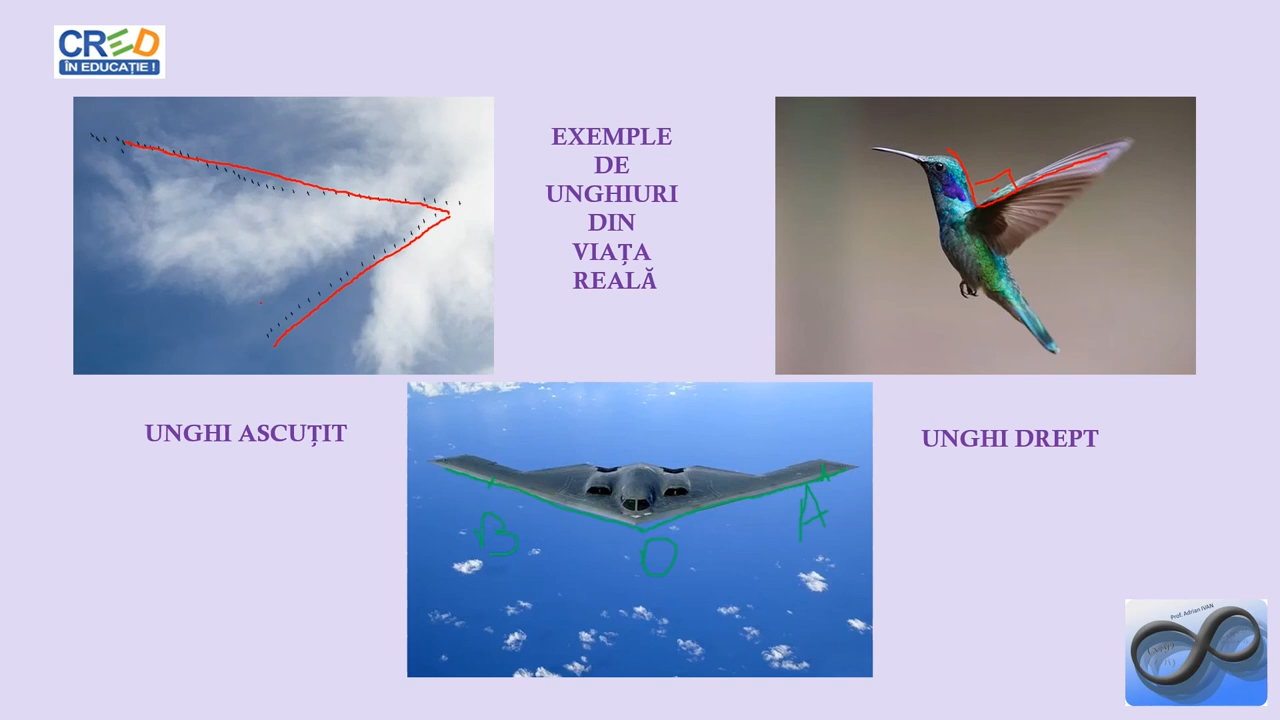 CRED
ÎN EDUCAȚIE !
EXEMPLE
DE
UNGHIURI
DIN
VIAȚA
REALĂ
UNGHI ASCUȚIT
UNGHI DREPT
B
O
A
Prof. Adrian IVAN